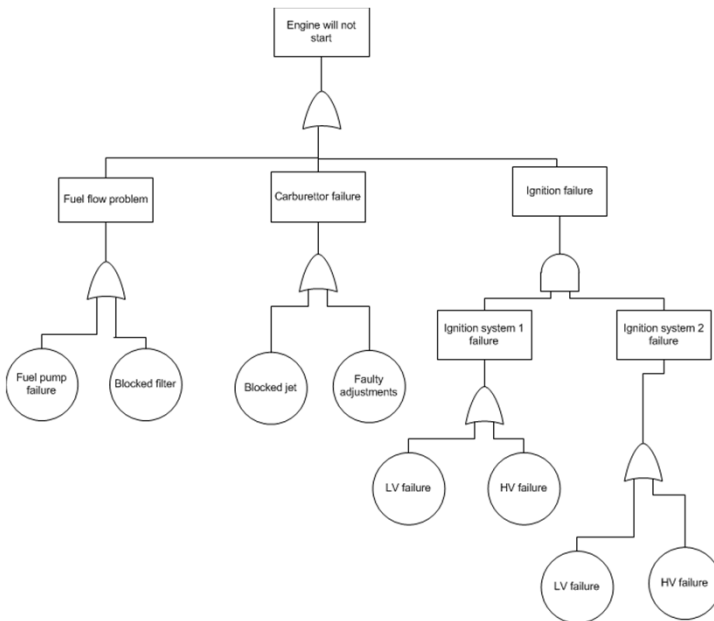 Engine will not
start
Fuel flow problem
Carburettor failure
Ignition failure
Ignition system 1
failure
Ignition system 2
failure
Fuel pump
failure
Blocked filter
Blocked jet
Faulty
adjustments
LV failure
HV failure
LV failure
HV failure